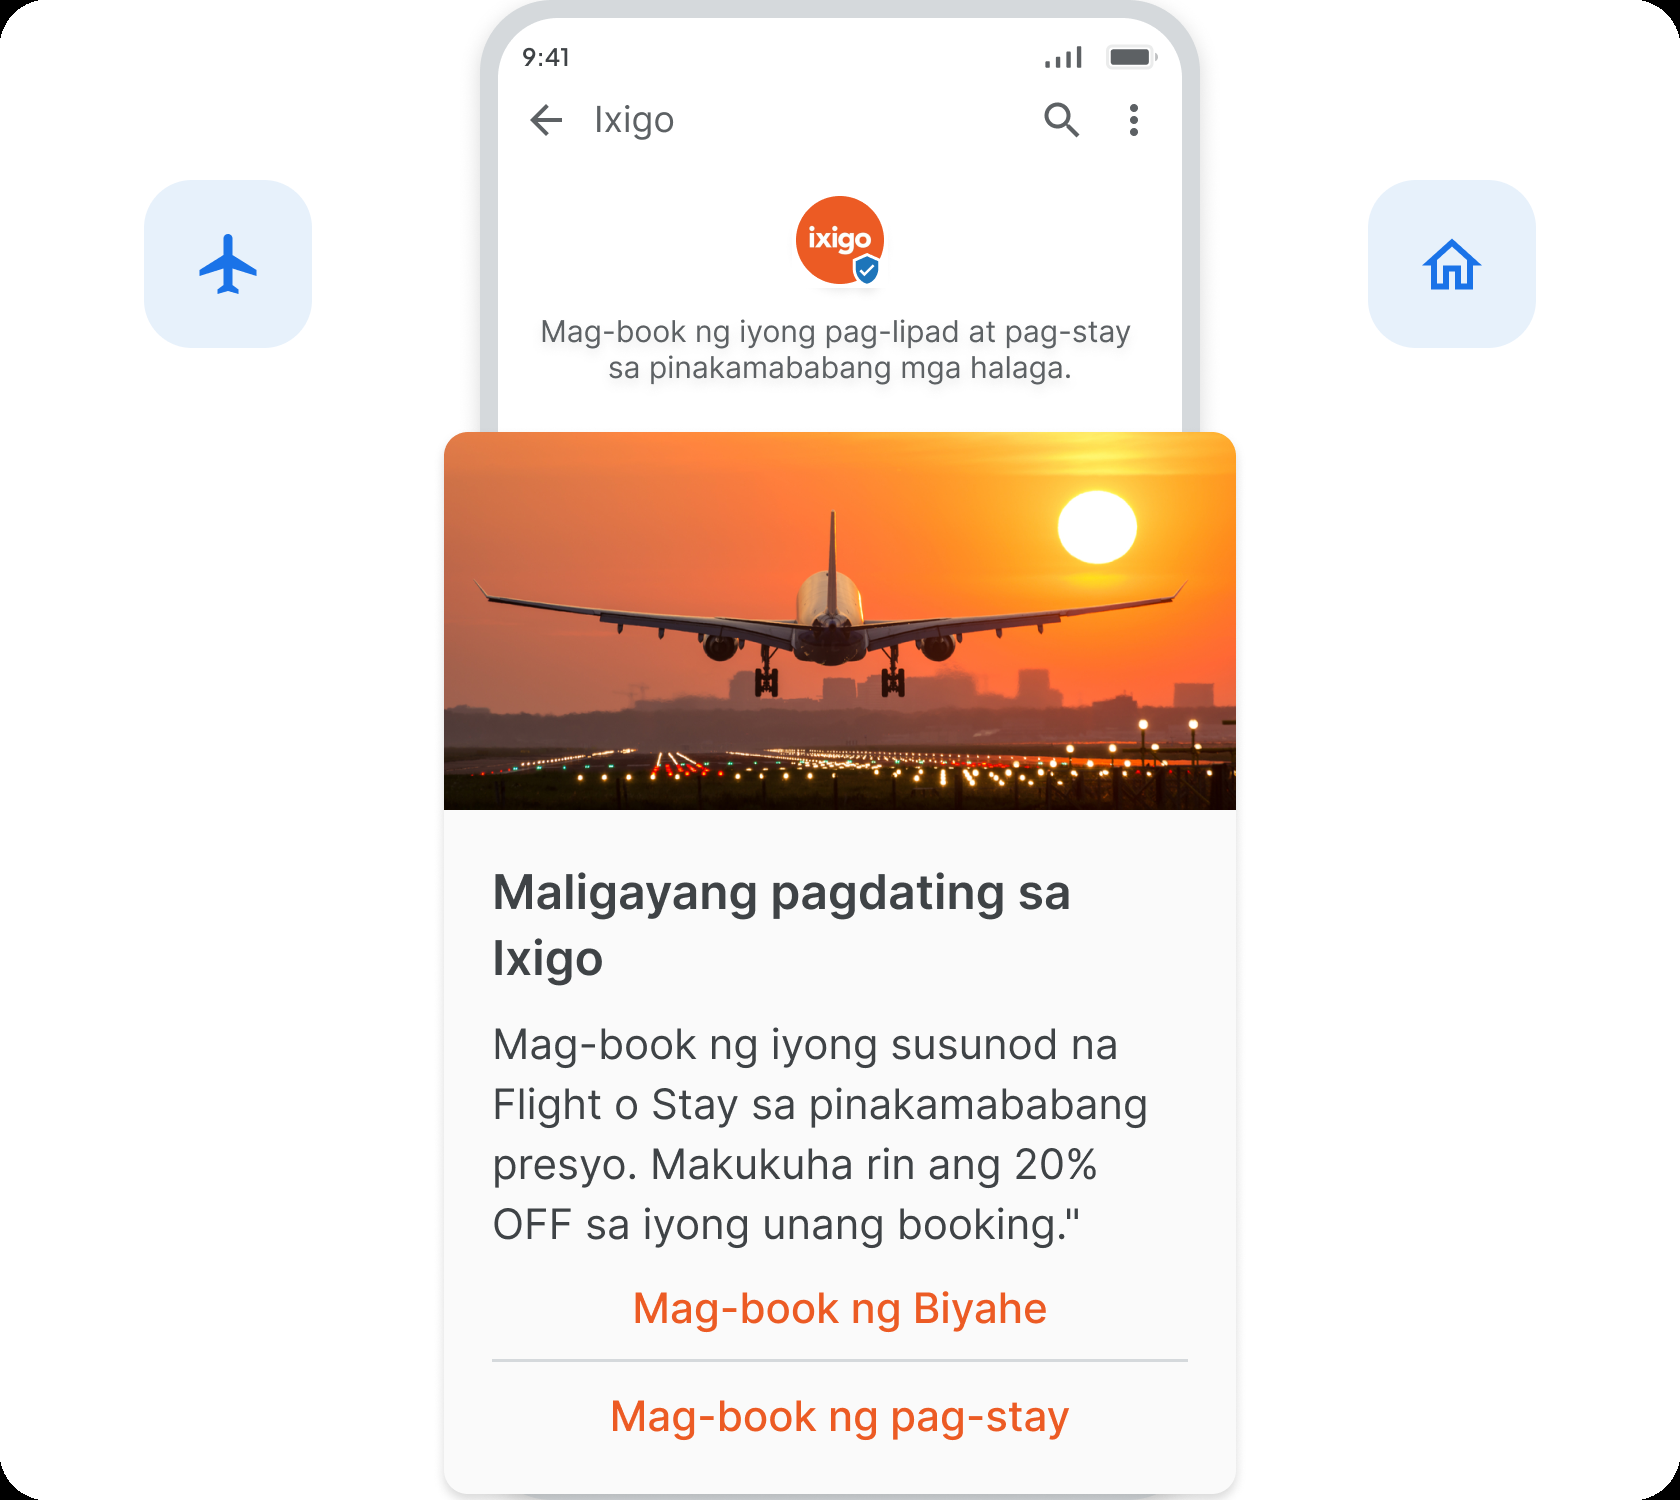 9:41
Ixigo
ixigo
Mag-book ng iyong pag-lipad at pag-stay
sa pinakamababang mga halaga.
Maligayang pagdating sa
Ixigo
Mag-book ng iyong susunod na
Flight o Stay sa pinakamababang
presyo. Makukuha rin ang 20%
OFF sa iyong unang booking."
Mag-book ng Biyahe
Mag-book ng pag-stay